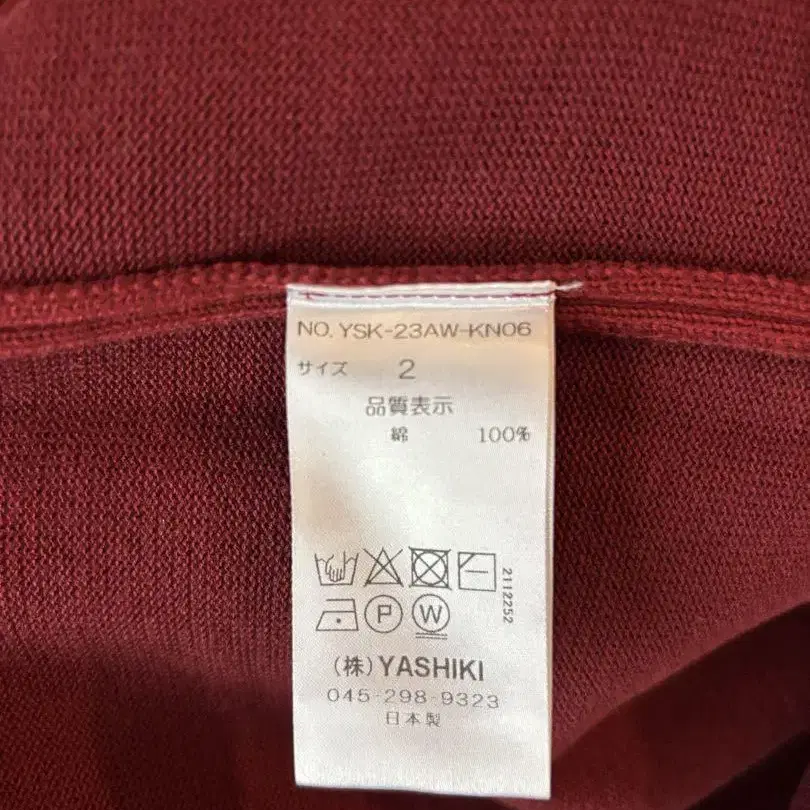 NO. YSK-23AW-KN06
サイズ 2
品質表示
綿 100%
2112252
P W
(株) YASHIKI
045-298-9323
日本製